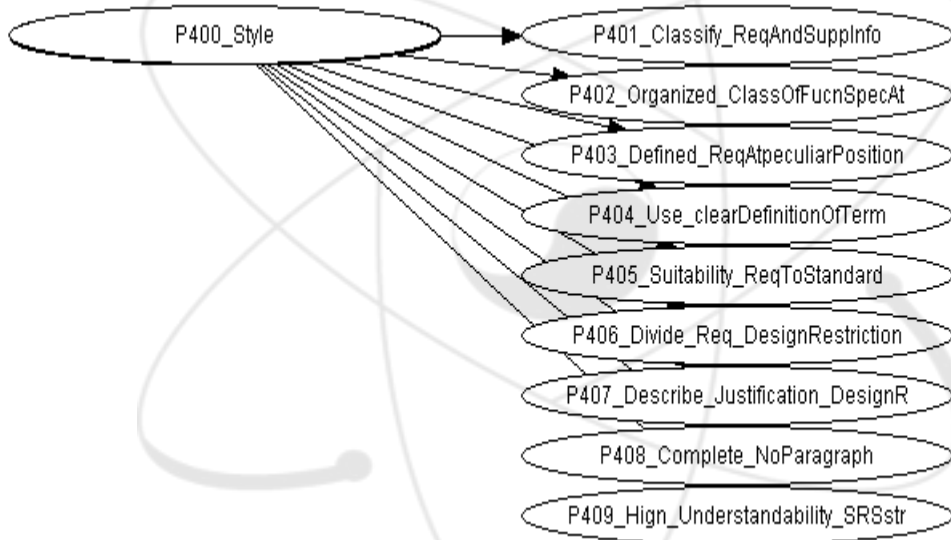 P400_Style
P401_Classify_ReqAndSuppInfo
P402_Organized_ClassOfFucnSpecAt
P403_Defined_ReqAtpeculiarPosition
P404_Use_clearDefinitionOfTerm
P405_Suitability_ReqToStandard
P406_Divide_Req_DesignRestriction
P407_Describe_Justification_DesignR
P408_Complete_NoParagraph
P409_Hign_Understandability_SRSstr